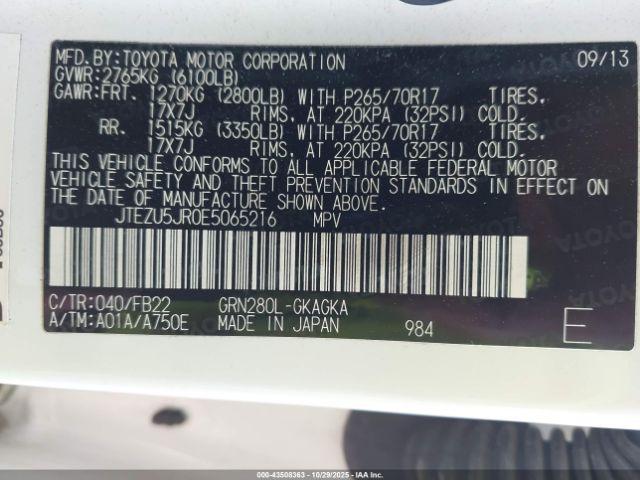 MFD. BY: TOYOTA MOTOR CORPORATION 09/13
GVWR: 2765KG (6100LB)
GAWR: FRT. 1270KG (2800LB) WITH P265/70R17 TIRES,
17X7J RIMS, AT 220KPA (32PSI) COLD.
RR. 1515KG (3350LB) WITH P265/70R17 TIRES,
17X7J RIMS, AT 220KPA (32PSI) COLD.
THIS VEHICLE CONFORMS TO ALL APPLICABLE FEDERAL MOTOR
VEHICLE SAFETY AND THEFT PREVENTION STANDARDS IN EFFECT ON
THE DATE OF MANUFACTURE SHOWN ABOVE.
JTEZU5JR0E5065216 MPV
C/TR: 040/FB22 GRN280L-GKAGKA
A/TM: A01A/A750E MADE IN JAPAN 984 E
000-43508363 | 10/29/2025 - IAA Inc.